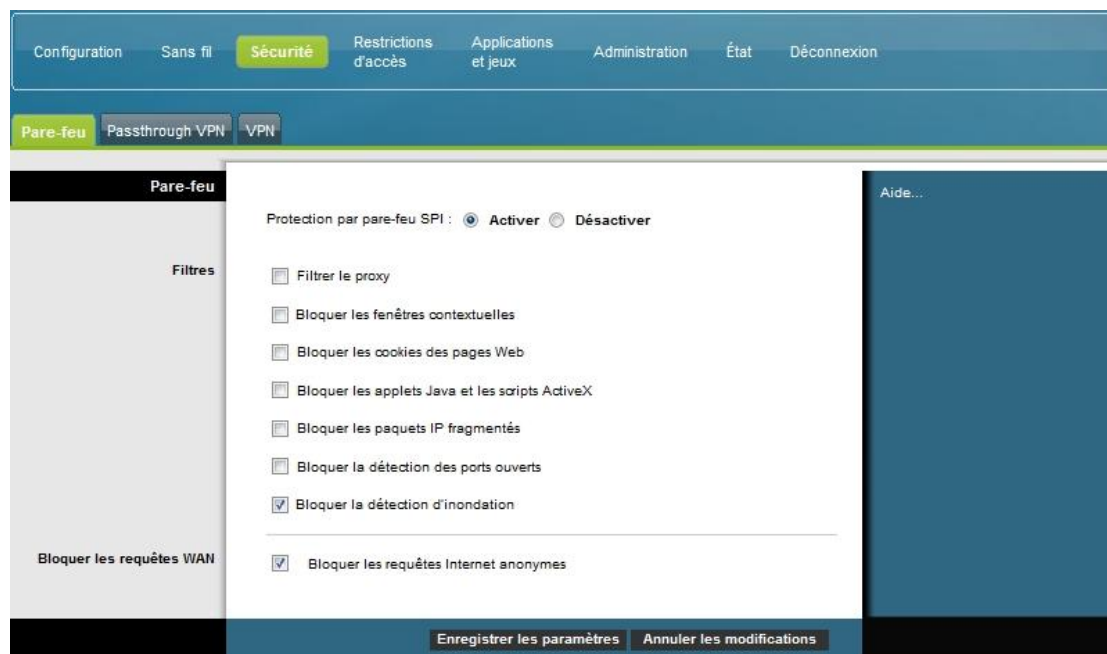 Configuration Sans fil Sécurité Restrictions d'accès Applications et jeux Administration État Déconnexion
Pare-feu Passthrough VPN VPN
Pare-feu
Aide...
Protection par pare-feu SPI : Activer Désactiver
Filtres
Filtrer le proxy
Bloquer les fenêtres contextuelles
Bloquer les cookies des pages Web
Bloquer les applets Java et les scripts ActiveX
Bloquer les paquets IP fragmentés
Bloquer la détection des ports ouverts
Bloquer la détection d'inondation
Bloquer les requêtes WAN
Bloquer les requêtes Internet anonymes
Enregistrer les paramètres Annuler les modifications